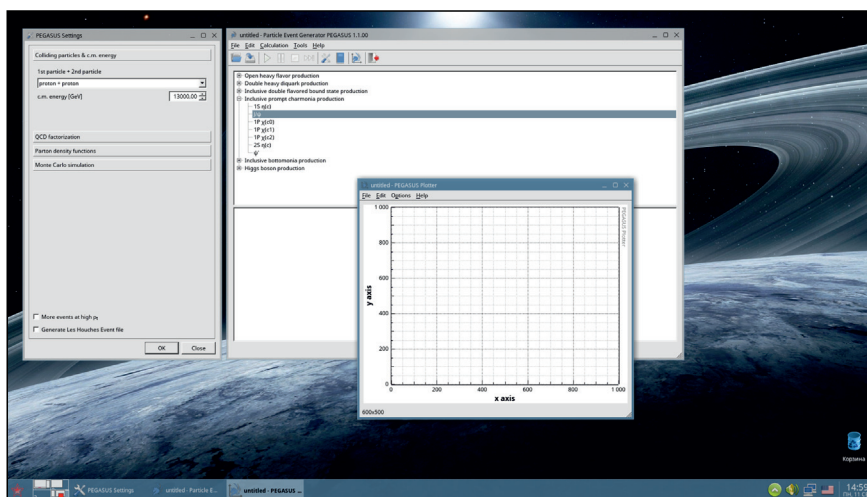 PEGASUS Settings
Colliding particles & c.m. energy
1st particle + 2nd particle
proton + proton
c.m. energy [GeV]
13000.00
QCD factorization
Parton density functions
Monte Carlo simulation
More events at high pₜ
Generate Les Houches Event file
OK
Close
untitled - Particle Event Generator PEGASUS 1.1.00
File Edit Calculation Tools Help
Open heavy flavor production
Double heavy diquark production
Inclusive double flavored bound state production
Inclusive prompt charmonia production
1S η(c)
J/ψ
1P χ(c0)
1P χ(c1)
1P χ(c2)
2S η(c)
ψ'
Inclusive bottomonia production
Higgs boson production
untitled - PEGASUS Plotter
File Edit Options Help
PEGASUS Plotter
1 000
800
600
400
200
0
y axis
0 200 400 600 800 1 000
x axis
600x500
Корзина
PEGASUS Settings
untitled - Particle E...
untitled - PEGASUS ...